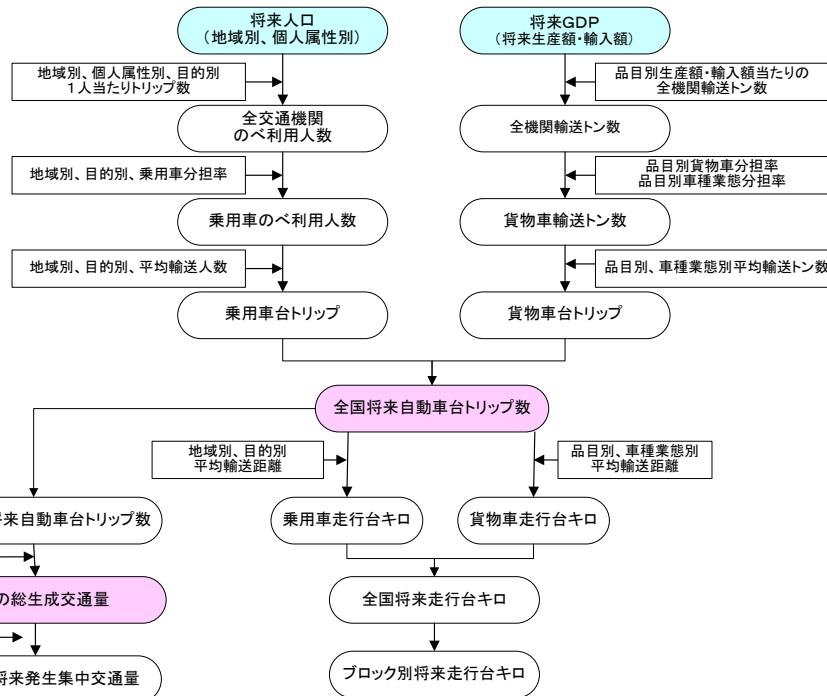 将来人口
(地域別、個人属性別)
将来GDP
(将来生産額・輸入額)
地域別、個人属性別、目的別
1人当たりトリップ数
品目別生産額・輸入額当たりの
全機関輸送トン数
全交通機関
のべ利用人数
全機関輸送トン数
地域別、目的別、乗用車分担率
品目別貨物車分担率
品目別車種業態分担率
乗用車のべ利用人数
貨物車輸送トン数
地域別、目的別、平均輸送人数
品目別、車種業態別平均輸送トン数
乗用車台トリップ
貨物車台トリップ
全国将来自動車台トリップ数
地域別、目的別
平均輸送距離
品目別、車種業態別
平均輸送距離
来自動車台トリップ数
乗用車走行台キロ
貨物車走行台キロ
の総生成交通量
全国将来走行台キロ
将来発生集中交通量
ブロック別将来走行台キロ